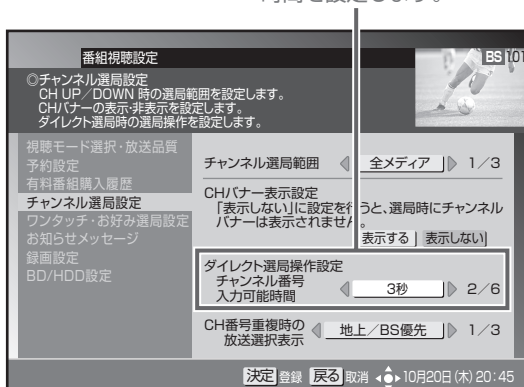 時間を設定します。
番組視聴設定
BS 101
◎チャンネル選局設定
CH UP／DOWN 時の選局範囲を設定します。
CHバナーの表示・非表示を設定します。
ダイレクト選局時の選局操作を設定します。
視聴モード選択・放送品質
予約設定
有料番組購入履歴
チャンネル選局設定
ワンタッチ・お好み選局設定
お知らせメッセージ
録画設定
BD/HDD設定
チャンネル選局範囲 全メディア 1／3
CHバナー表示設定
「表示しない」に設定を行うと、選局時にチャンネル
バナーは表示されません。
表示する 表示しない
ダイレクト選局操作設定
チャンネル番号
入力可能時間 3秒 2／6
CH番号重複時の
放送選択表示 地上／BS優先 1／3
決定 登録 戻る 取消 10月20日(木) 20:45